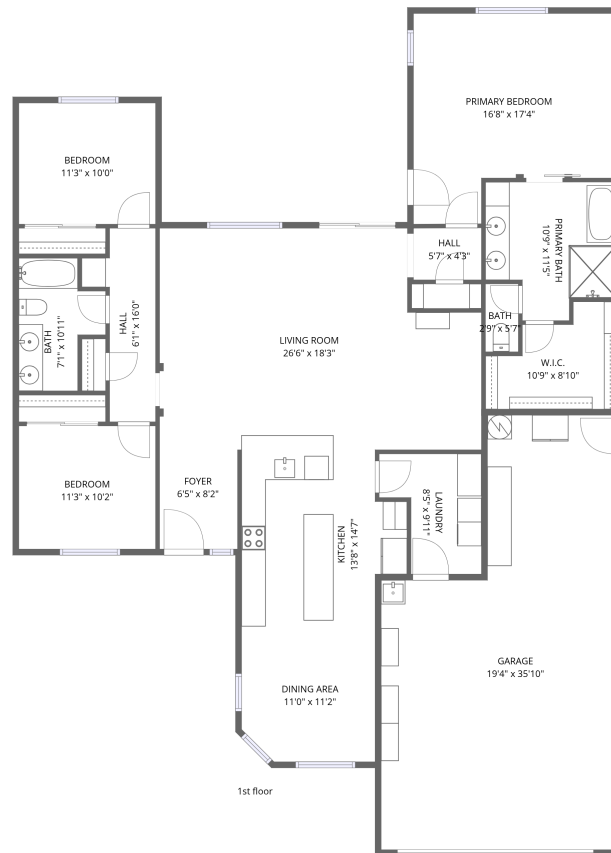 PRIMARY BEDROOM
16'8" x 17'4"
BEDROOM
11'3" x 10'0"
HALL
5'7" x 4'3"
PRIMARY BATH
10'9" x 11'5"
BATH
2'9" x 5'7"
HALL
6'1" x 16'0"
BATH
7'1" x 10'11"
LIVING ROOM
26'6" x 18'3"
W.I.C.
10'9" x 8'10"
BEDROOM
11'3" x 10'2"
FOYER
6'5" x 8'2"
KITCHEN
13'8" x 14'7"
LAUNDRY
8'5" x 9'11"
GARAGE
19'4" x 35'10"
DINING AREA
11'0" x 11'2"
1st floor